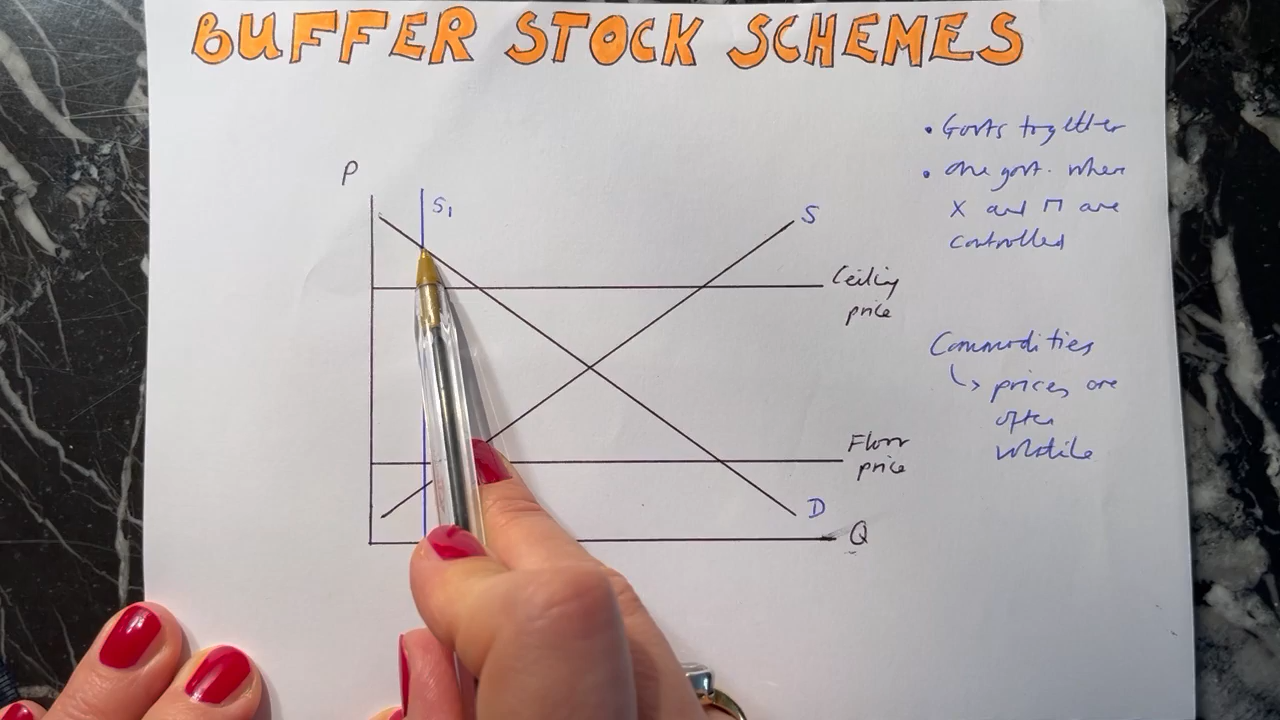 BUFFER STOCK SCHEMES
• Govts together
• One govt. where
X and M are
controlled
P
S1
S
Ceiling
price
Commodities
↳ prices are
often
volatile
Floor
price
D
Q